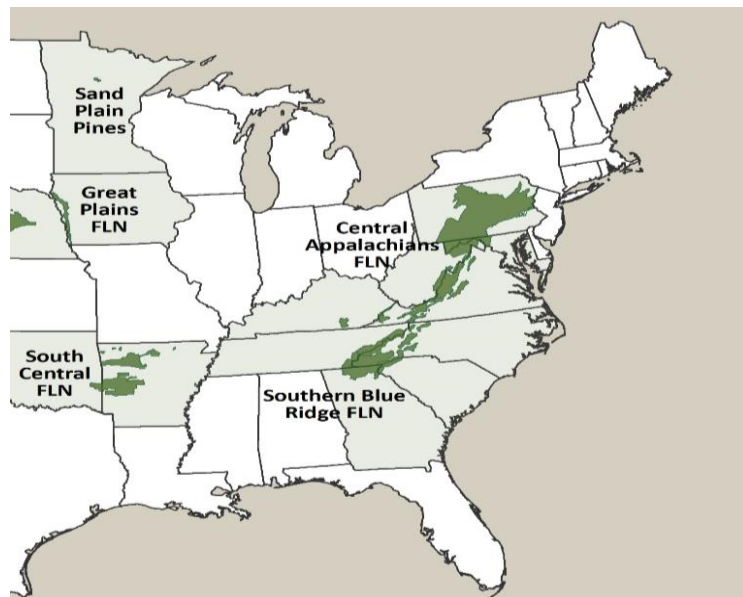 Sand
Plain
Pines
Great
Plains
FLN
Central
Appalachians
FLN
South
Central
FLN
Southern Blue
Ridge FLN